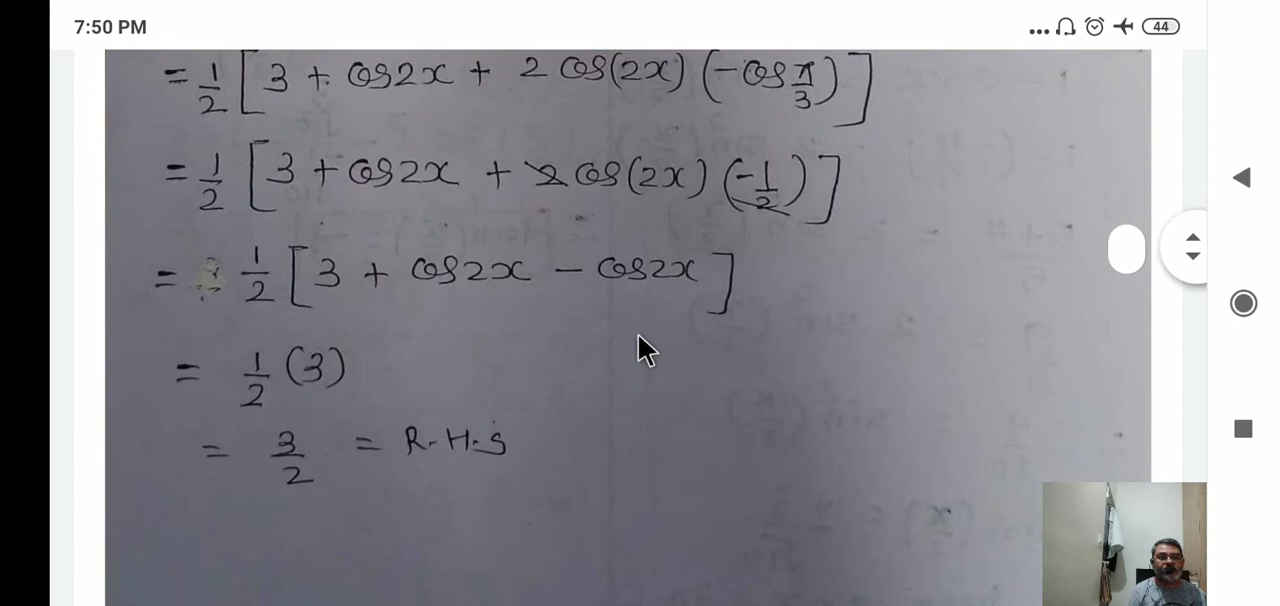 7:50 PM
44
= 1/2 [ 3 + cos2x + 2 cos(2x) (-cos π/3) ]
= 1/2 [ 3 + cos2x + 2 cos(2x) (-1/2) ]
= 1/2 [ 3 + cos2x - cos2x ]
= 1/2 (3)
= 3/2 = R.H.S